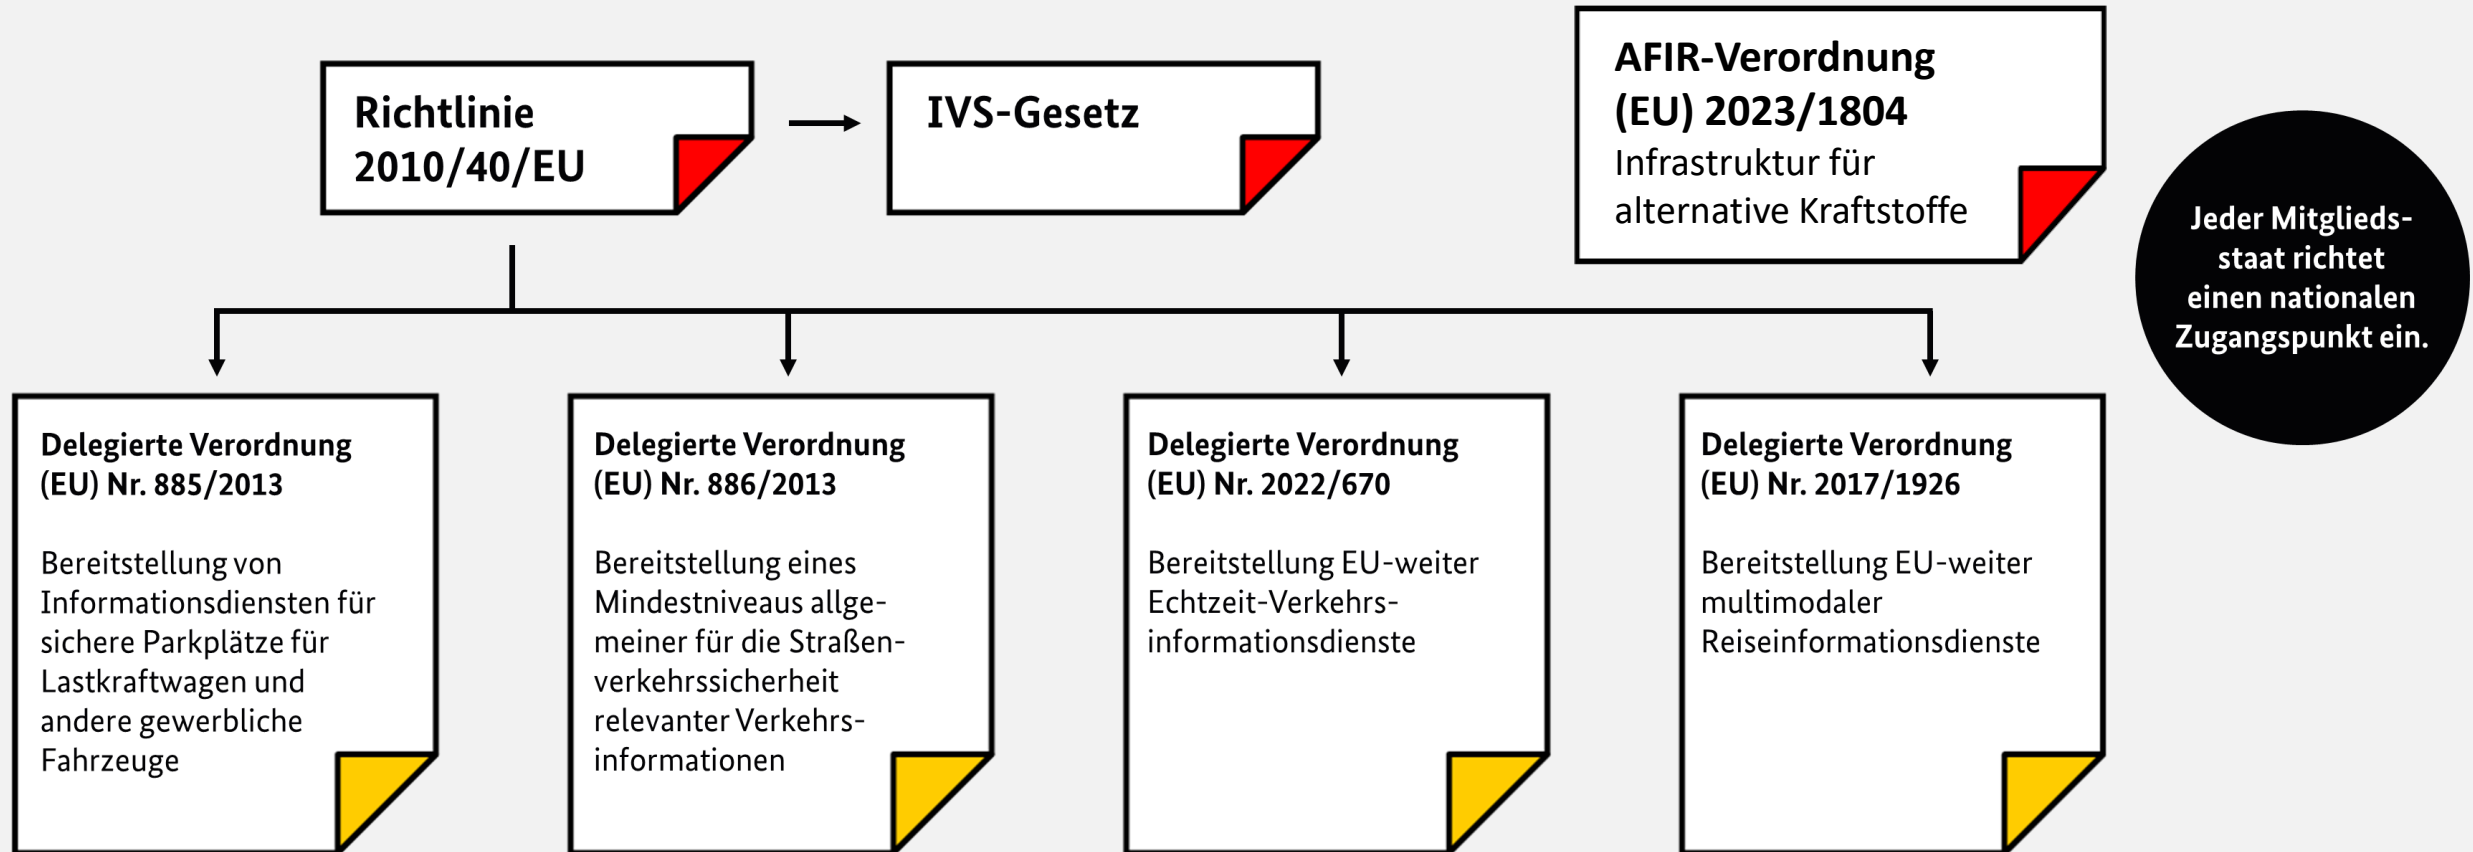 Richtlinie
2010/40/EU
IVS-Gesetz
AFIR-Verordnung
(EU) 2023/1804
Infrastruktur für
alternative Kraftstoffe
Jeder Mitglieds-
staat richtet
einen nationalen
Zugangspunkt ein.
Delegierte Verordnung
(EU) Nr. 885/2013
Bereitstellung von
Informationsdiensten für
sichere Parkplätze für
Lastkraftwagen und
andere gewerbliche
Fahrzeuge
Delegierte Verordnung
(EU) Nr. 886/2013
Bereitstellung eines
Mindestniveaus allge-
meiner für die Straßen-
verkehrssicherheit
relevanter Verkehrs-
informationen
Delegierte Verordnung
(EU) Nr. 2022/670
Bereitstellung EU-weiter
Echtzeit-Verkehrs-
informationsdienste
Delegierte Verordnung
(EU) Nr. 2017/1926
Bereitstellung EU-weiter
multimodaler
Reiseinformationsdienste